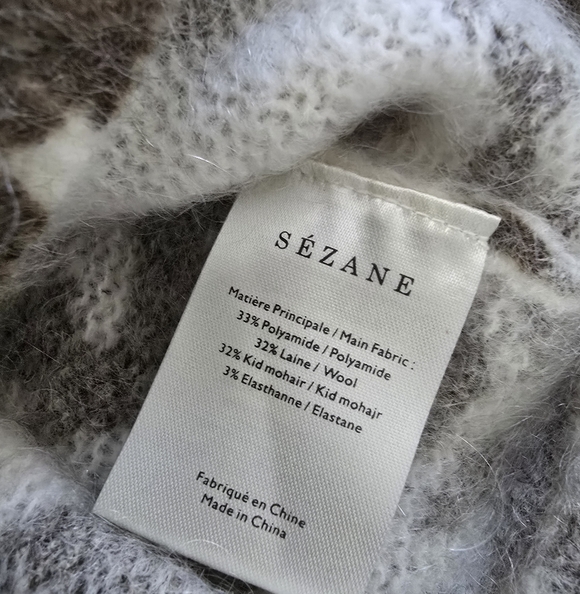 SÉZANE
Matière Principale / Main Fabric :
33% Polyamide / Polyamide
32% Laine / Wool
32% Kid mohair / Kid mohajr
3% Elasthanne / Elastane
Fabriqué en Chine
Made in China